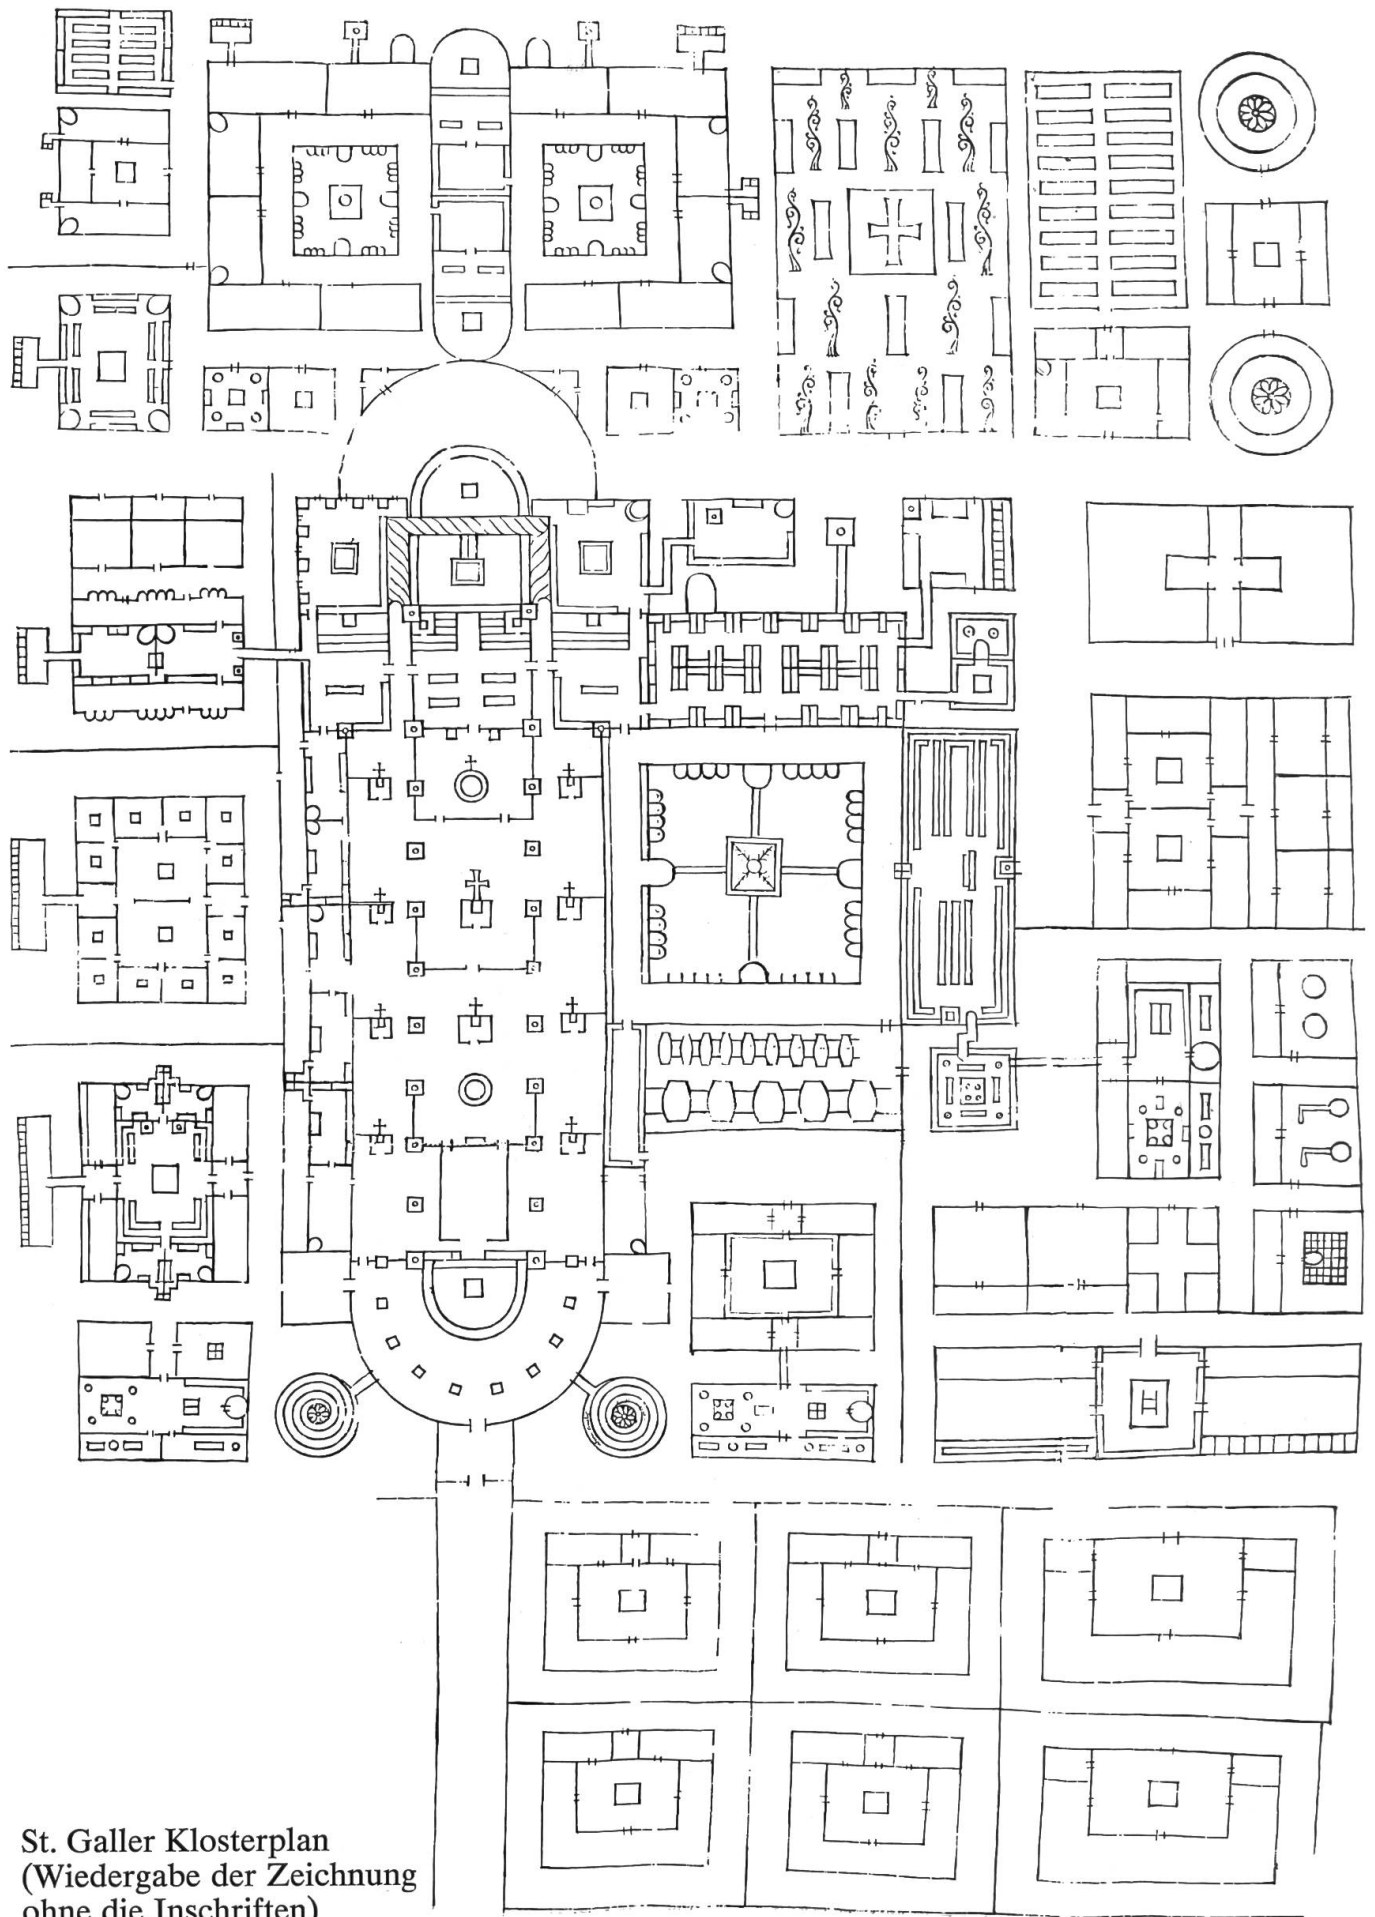 St. Galler Klosterplan
(Wiedergabe der Zeichnung
ohne die Inschriften)